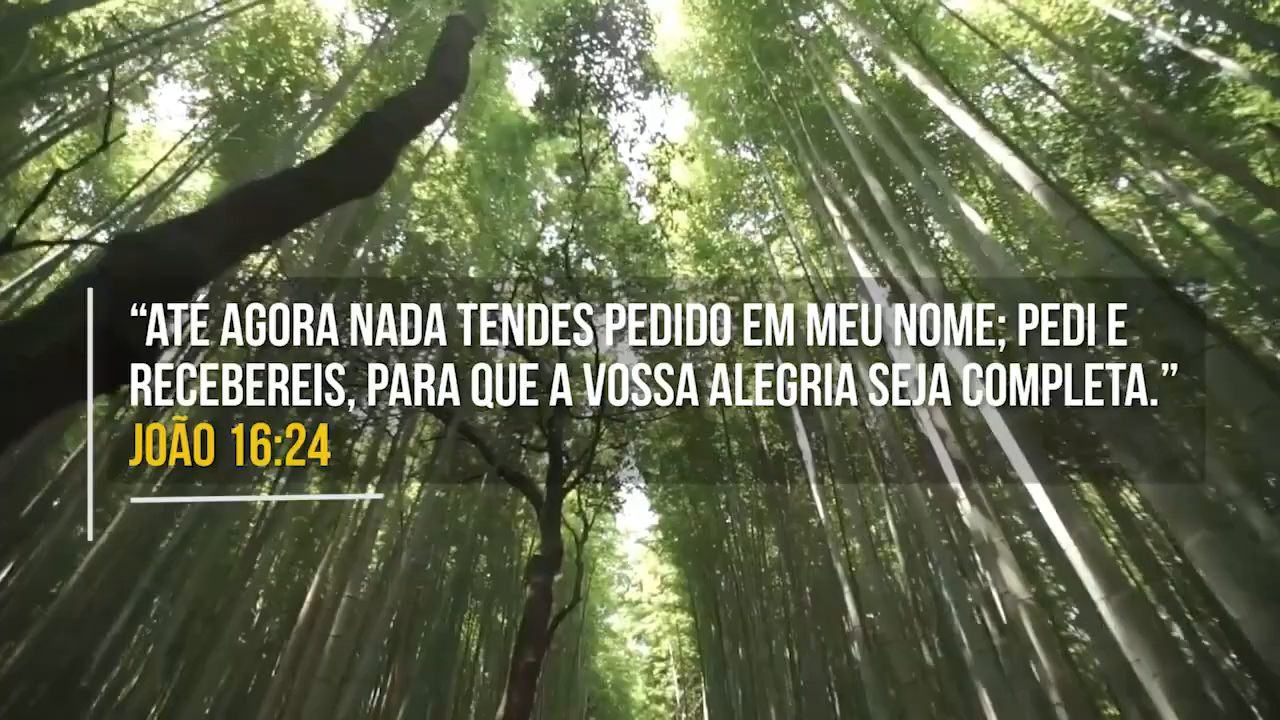 “ATÉ AGORA NADA TENDES PEDIDO EM MEU NOME; PEDI E
RECEBEREIS, PARA QUE A VOSSA ALEGRIA SEJA COMPLETA.”
JOÃO 16:24